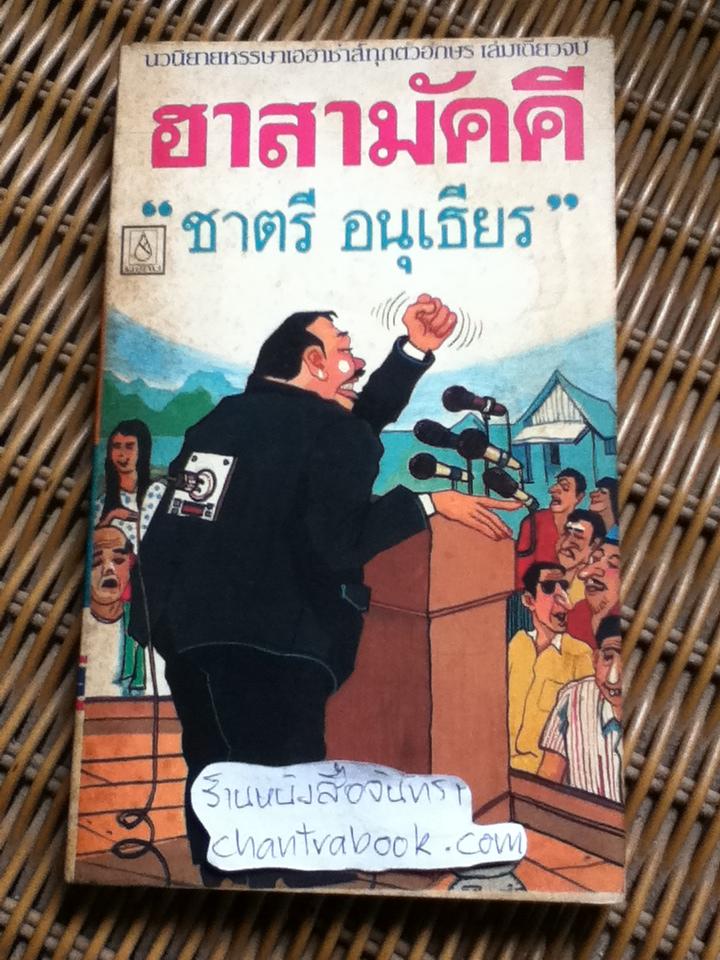 นวนิยายหรรษาเฮฮาซ่าส์ทุกตัวอักษร เล่มเดียวจบ
ฮาสามัคคี
“ชาตรี อนุเธียร”
ร้านหนังสือจันทรา
chantrabook.com